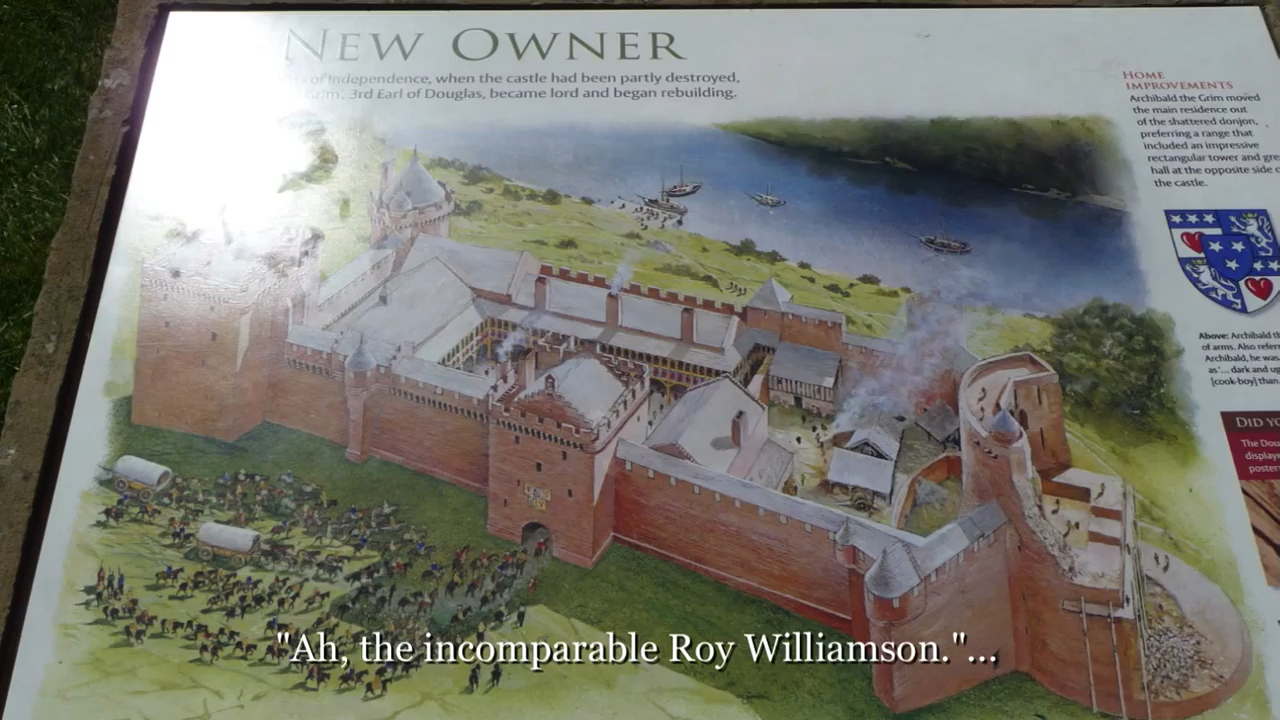 NEW OWNER
of Independence, when the castle had been partly destroyed,
3rd Earl of Douglas, became lord and began rebuilding.
HOME
IMPROVEMENTS
Archibald the Grim moved
the main residence out
of the shattered donjon,
preferring a range that
included an impressive
rectangular tower and
hall at the opposite side
the castle.
Above: Archibald
of arms. Also
Archibald, he was
as '... dark and
[cook-boy] than
DID
The
"Ah, the incomparable Roy Williamson."...